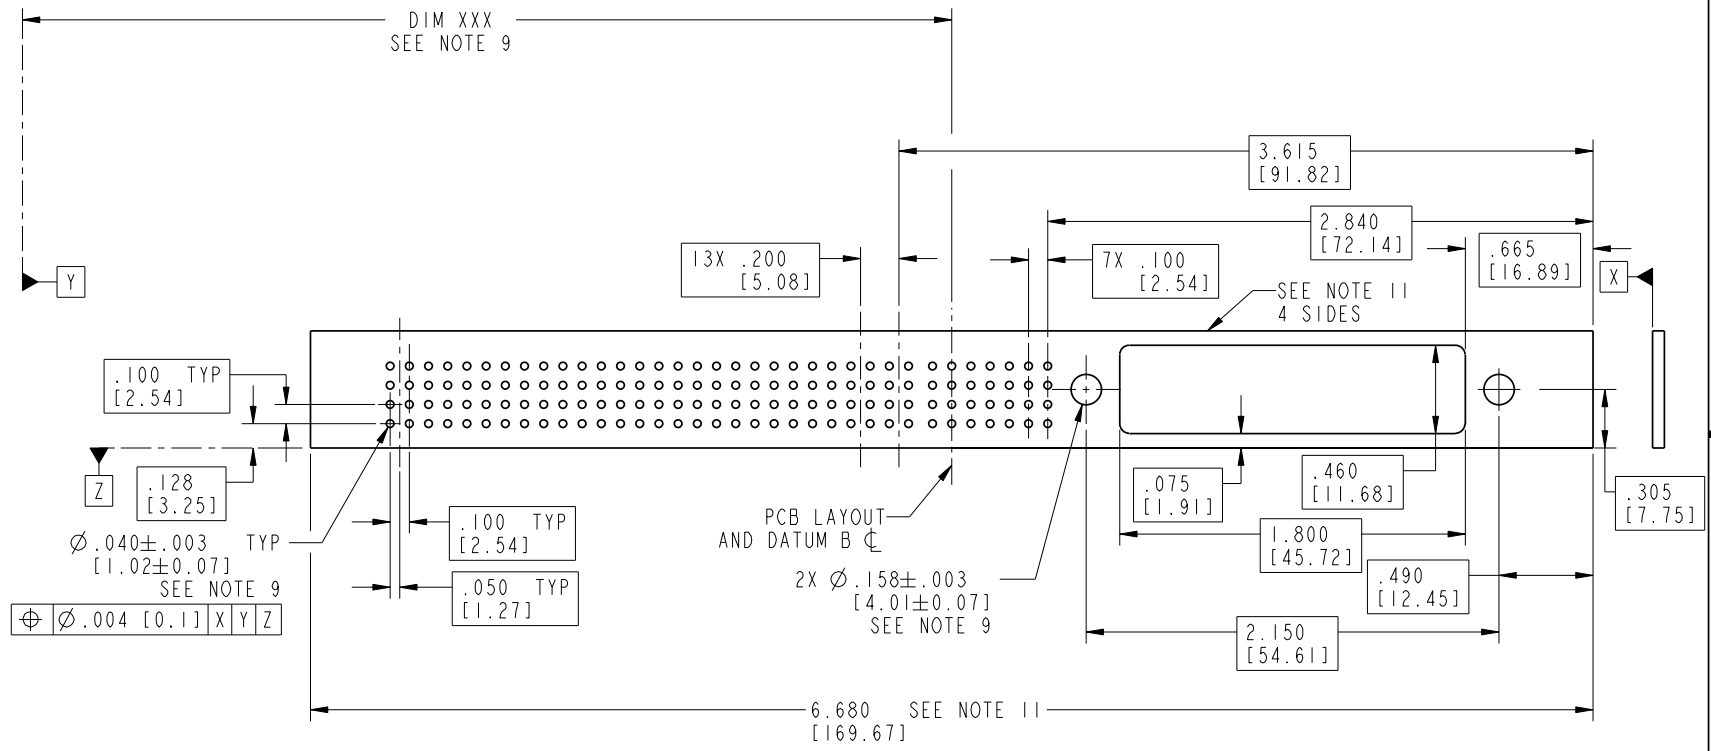 DIM XXX
SEE NOTE 9
3.615
[91.82]
2.840
[72.14]
.665
[16.89]
13X .200
[5.08]
7X .100
[2.54]
X
Y
SEE NOTE 11
4 SIDES
.100 TYP
[2.54]
Z
.128
[3.25]
Ø.040±.003 TYP
[1.02±0.07]
SEE NOTE 9
⌖ Ø.004 [0.1] X Y Z
.100 TYP
[2.54]
.050 TYP
[1.27]
PCB LAYOUT
AND DATUM B ℄
2X Ø.158±.003
[4.01±0.07]
SEE NOTE 9
.075
[1.91]
.460
[11.68]
1.800
[45.72]
.305
[7.75]
.490
[12.45]
2.150
[54.61]
6.680 SEE NOTE 11
[169.67]